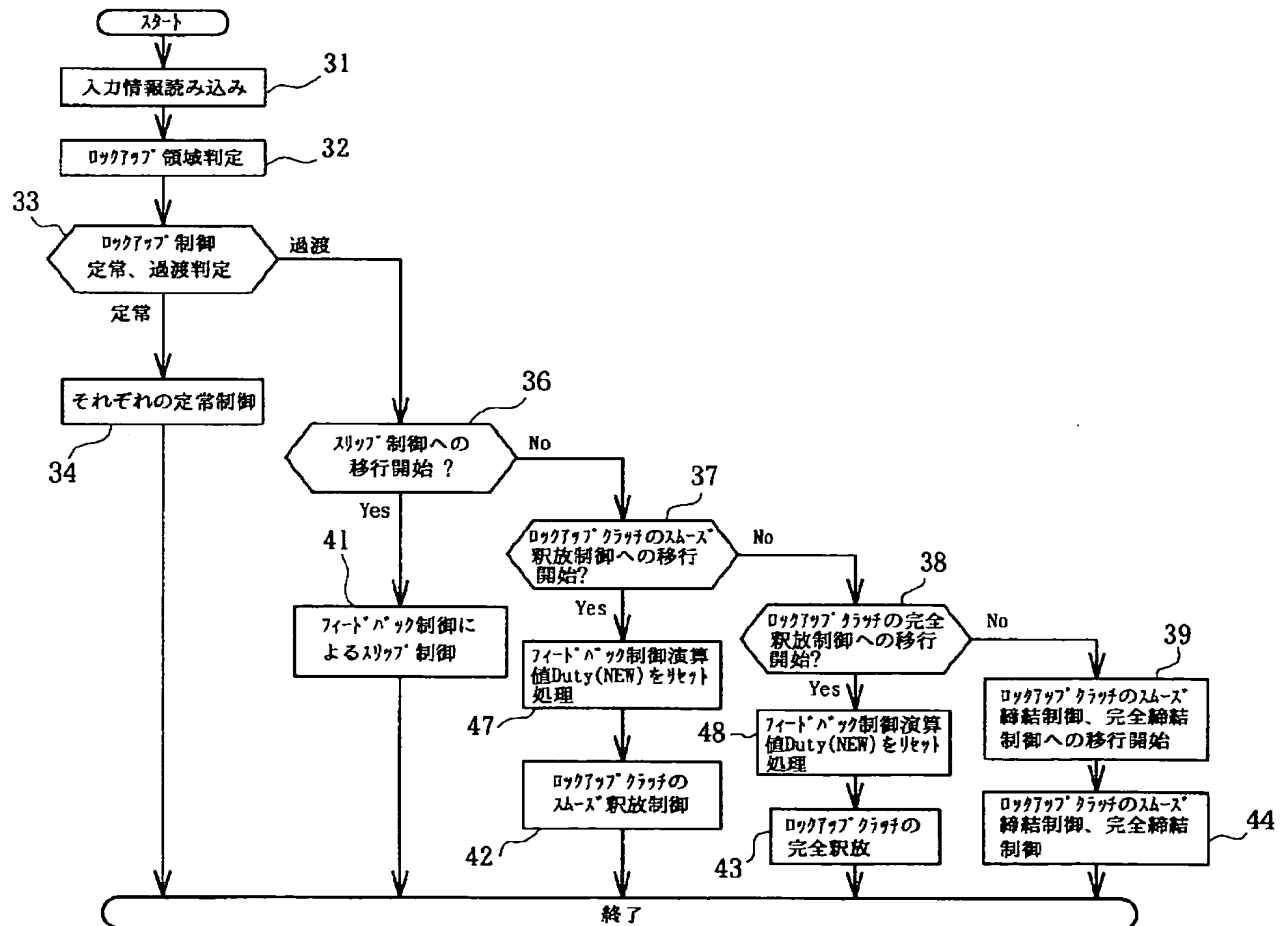 スタート
31
入力情報読み込み
32
ロックアップ領域判定
33
ロックアップ制御
定常、過渡判定
過渡
定常
それぞれの定常制御
34
36
スリップ制御への
移行開始？
No
Yes
37
ロックアップクラッチのスムーズ
釈放制御への移行
開始?
No
Yes
41
フィードバック制御に
よるスリップ制御
38
ロックアップクラッチの完全
釈放制御への移行
開始?
No
Yes
フィードバック制御演算
値Duty(NEW)をリセット
処理
47
39
ロックアップクラッチのスムーズ
締結制御、完全締結
制御への移行開始
48
フィードバック制御演算
値Duty(NEW)をリセット
処理
ロックアップクラッチの
スムーズ釈放制御
42
ロックアップクラッチの
完全釈放
43
ロックアップクラッチのスムーズ
締結制御、完全締結
制御
44
終了